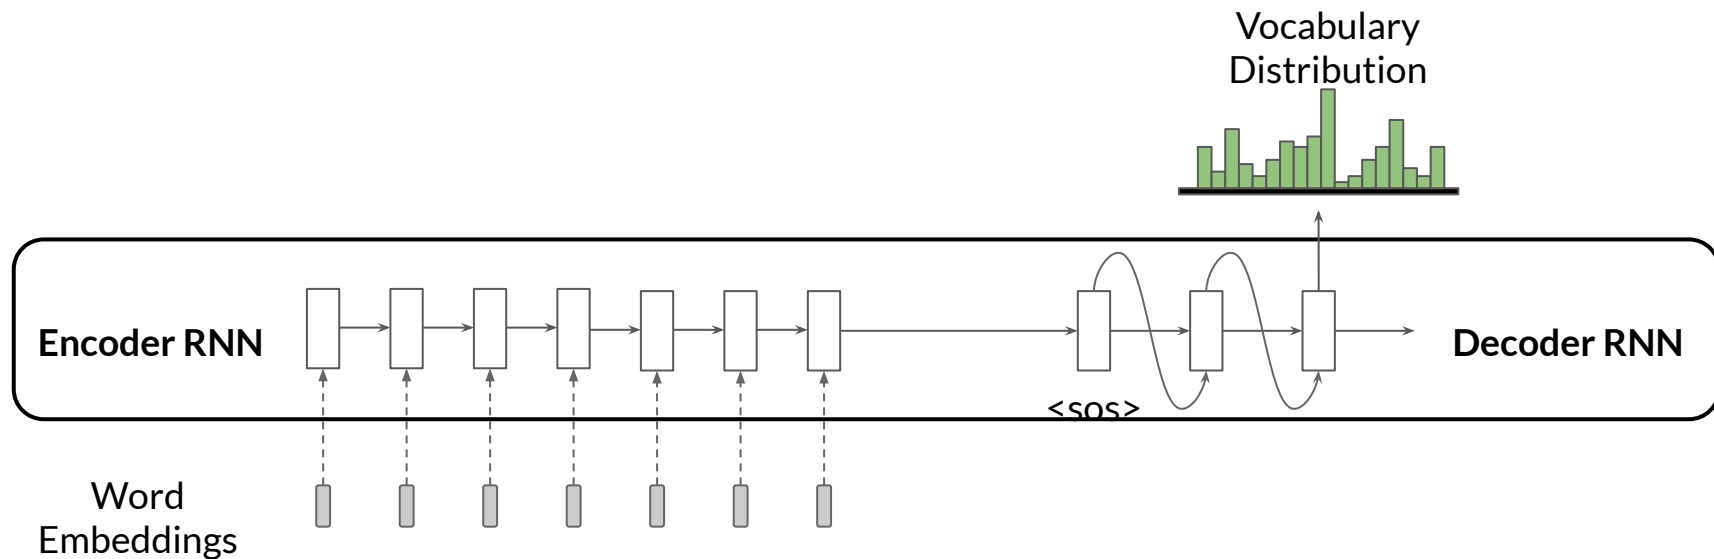 Vocabulary
Distribution
Encoder RNN
Decoder RNN
<sos>
Word
Embeddings